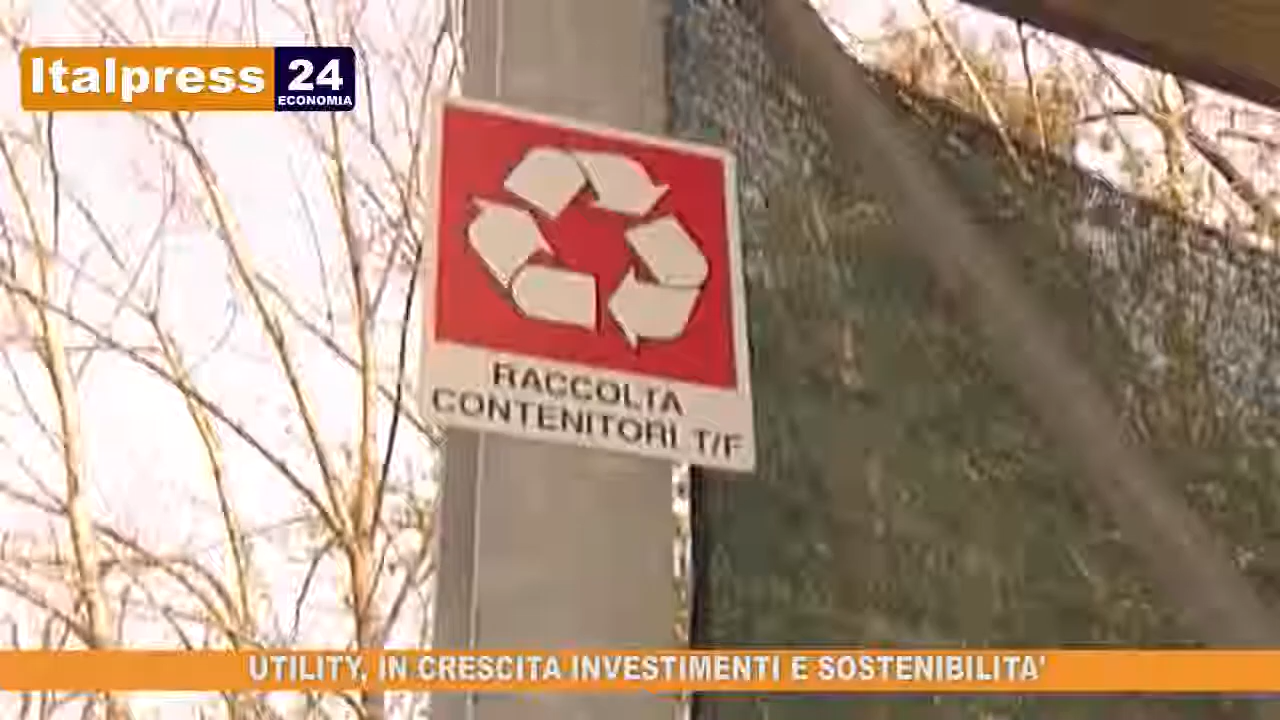 Italpress 24
ECONOMIA
RACCOLTA
CONTENITORI T/F
UTILITY, IN CRESCITA INVESTIMENTI E SOSTENIBILITA'